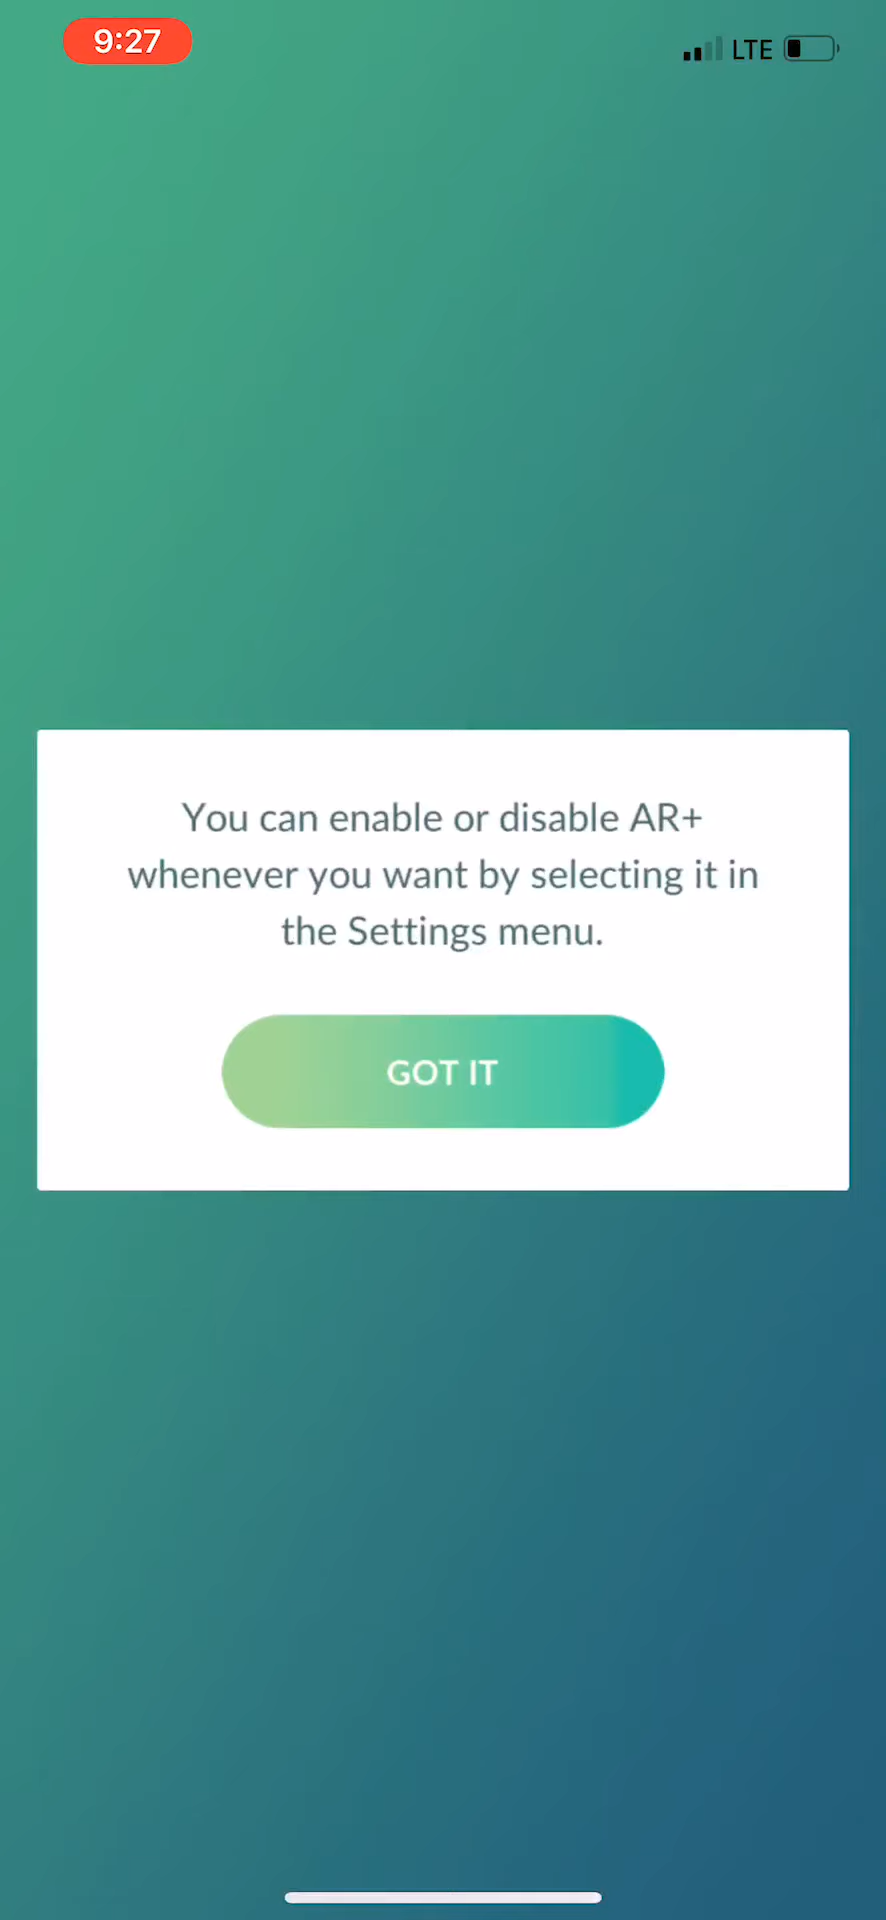 9:27
LTE
You can enable or disable AR+
whenever you want by selecting it in
the Settings menu.
GOT IT